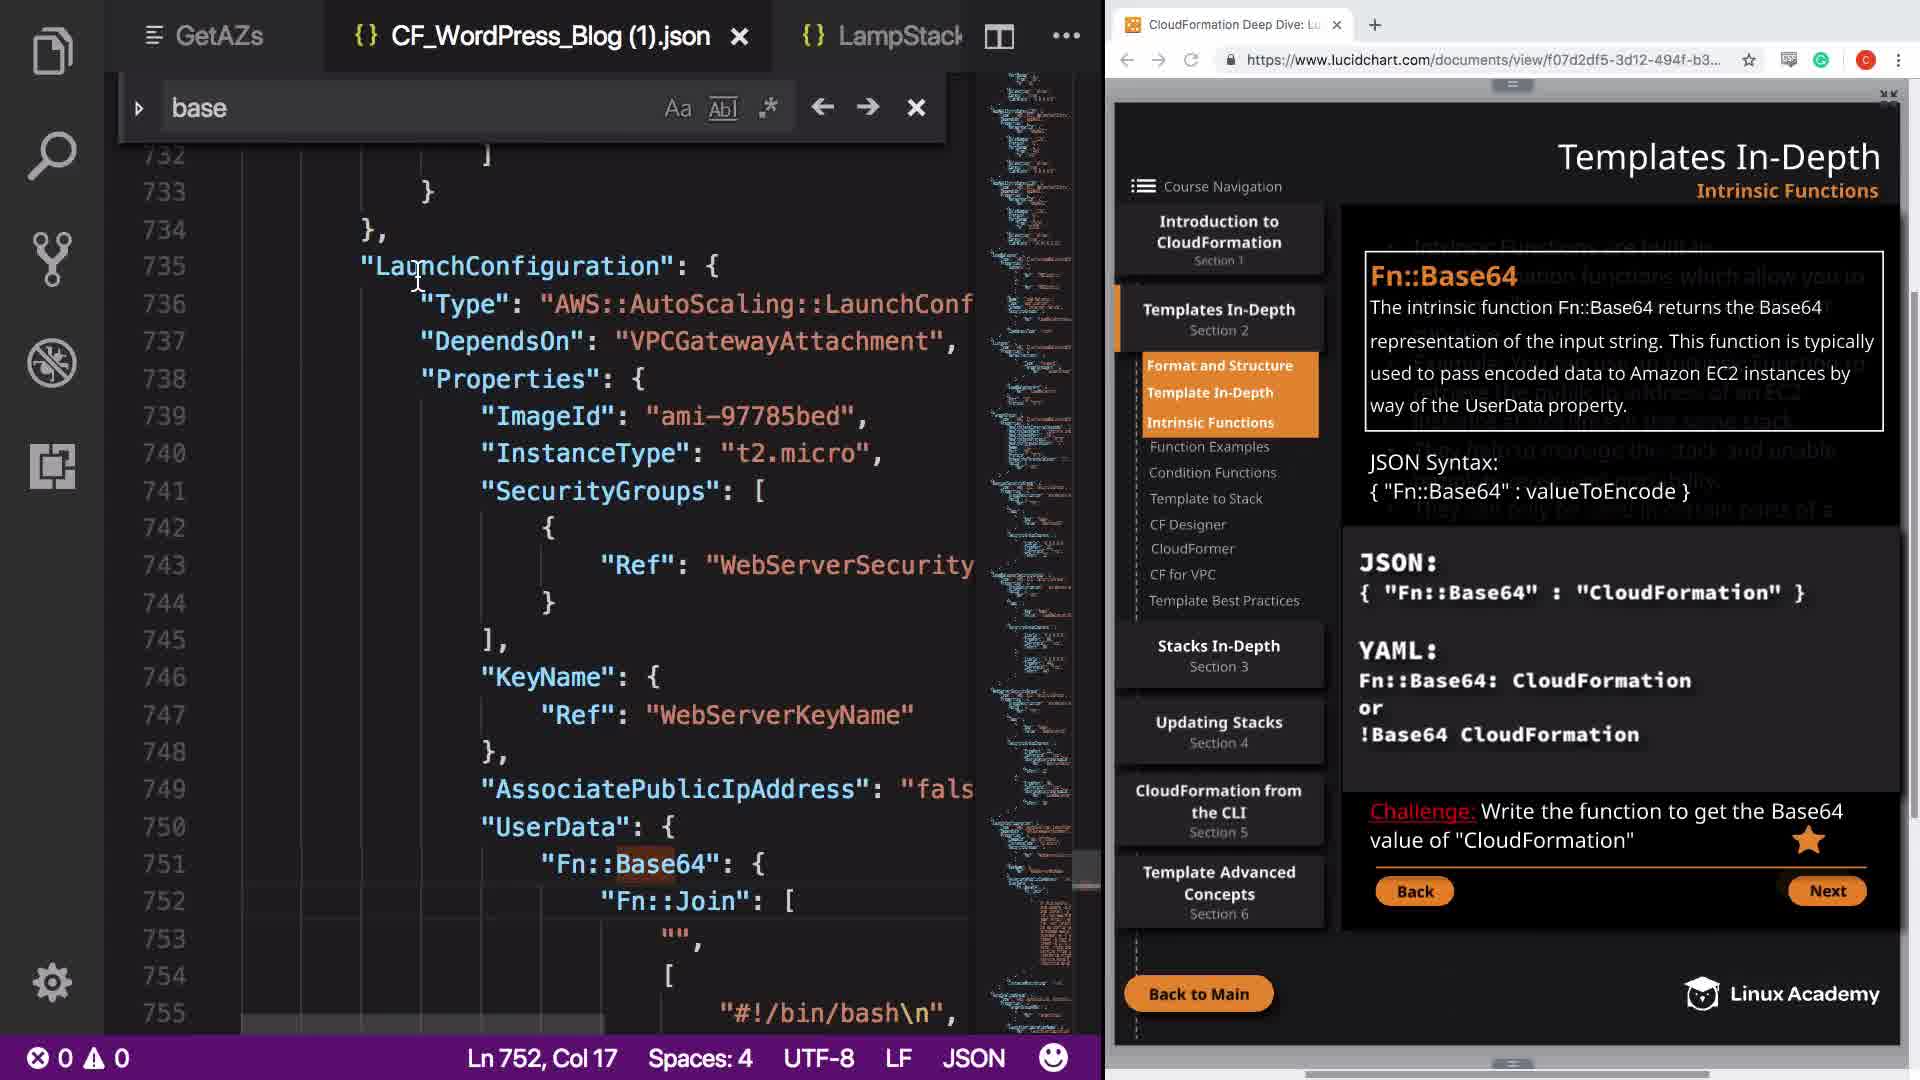 GetAZs
{} CF_WordPress_Blog (1).json
{} LampStack
base
Aa Abl .*
732 ]
733 }
734 },
735 "LaunchConfiguration": {
736 "Type": "AWS::AutoScaling::LaunchConf
737 "DependsOn": "VPCGatewayAttachment",
738 "Properties": {
739 "ImageId": "ami-97785bed",
740 "InstanceType": "t2.micro",
741 "SecurityGroups": [
742 {
743 "Ref": "WebServerSecurity
744 }
745 ],
746 "KeyName": {
747 "Ref": "WebServerKeyName"
748 },
749 "AssociatePublicIpAddress": "fals
750 "UserData": {
751 "Fn::Base64": {
752 "Fn::Join": [
753 "",
754 [
755 "#!/bin/bash\n",
0 0
Ln 752, Col 17 Spaces: 4 UTF-8 LF JSON
CloudFormation Deep Dive: Lu
https://www.lucidchart.com/documents/view/f07d2df5-3d12-494f-b3...
C
Templates In-Depth
Intrinsic Functions
Course Navigation
Introduction to
CloudFormation
Section 1
Templates In-Depth
Section 2
Format and Structure
Template In-Depth
Intrinsic Functions
Function Examples
Condition Functions
Template to Stack
CF Designer
CloudFormer
CF for VPC
Template Best Practices
Stacks In-Depth
Section 3
Updating Stacks
Section 4
CloudFormation from
the CLI
Section 5
Template Advanced
Concepts
Section 6
Back to Main
Fn::Base64
The intrinsic function Fn::Base64 returns the Base64
representation of the input string. This function is typically
used to pass encoded data to Amazon EC2 instances by
way of the UserData property.
JSON Syntax:
{ "Fn::Base64" : valueToEncode }
JSON:
{ "Fn::Base64" : "CloudFormation" }
YAML:
Fn::Base64: CloudFormation
or
!Base64 CloudFormation
Challenge: Write the function to get the Base64
value of "CloudFormation"
Back
Next
Linux Academy